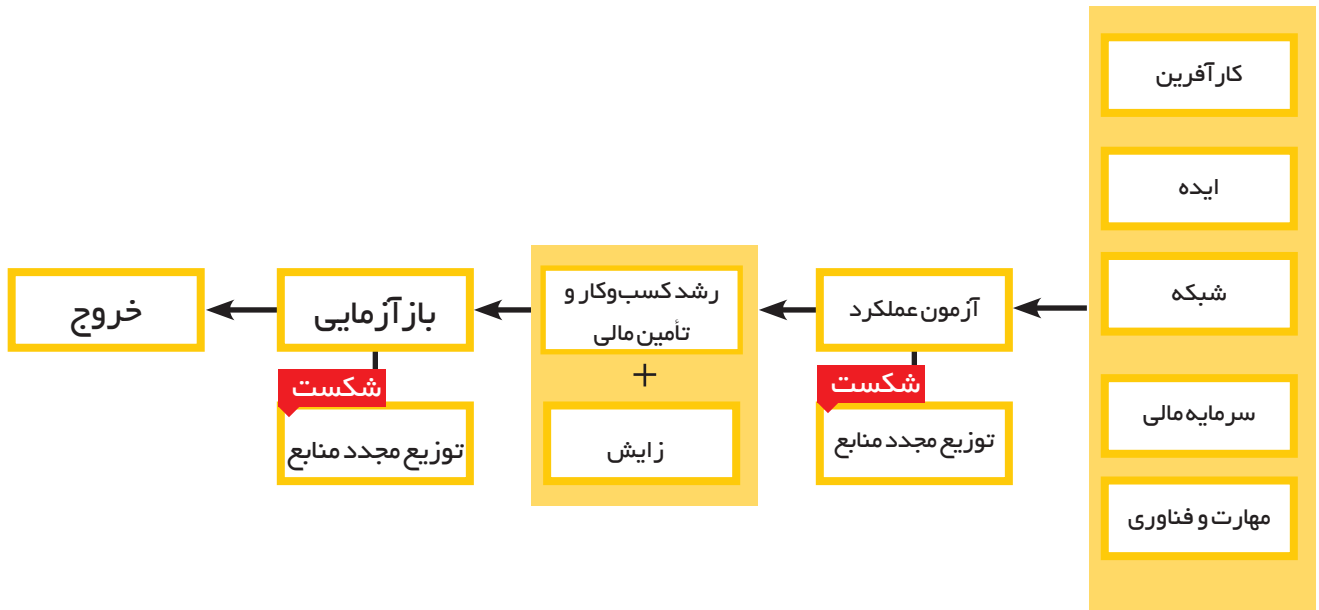 کارآفرین
ایده
شبکه
سرمایه مالی
مهارت و فناوری
آزمون عملکرد
شکست
توزیع مجدد منابع
رشد کسب‌وکار و
تأمین مالی
+
زایش
بازآزمایی
شکست
توزیع مجدد منابع
خروج